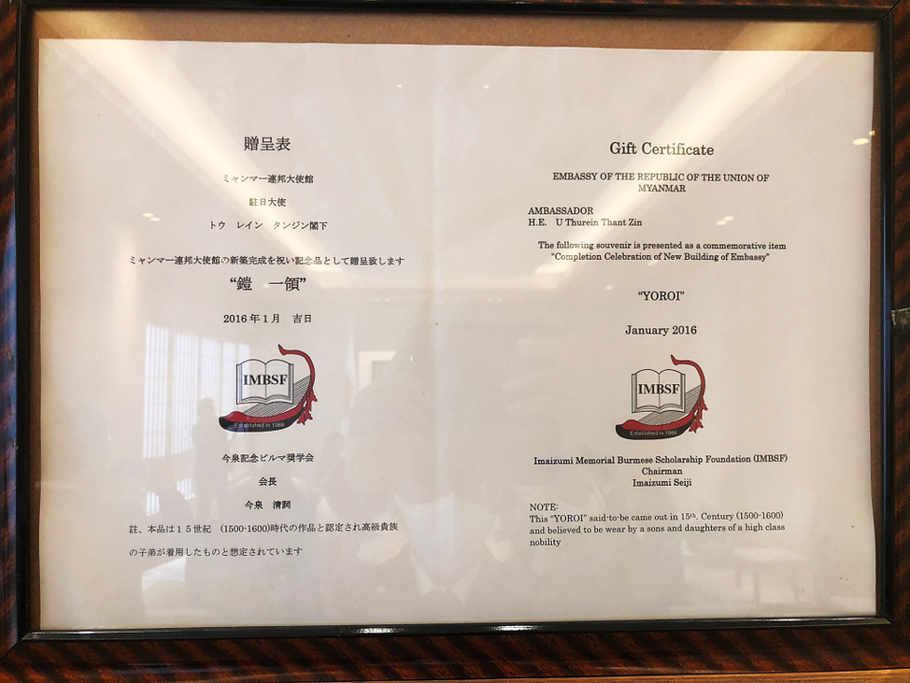 贈呈表
ミャンマー連邦大使館
駐日大使
トウ　レイン　タンジン閣下
ミャンマー連邦大使館の新築完成を祝い記念品として贈呈致します
“鎧　一領”
2016年1月　吉日
IMBSF
Established in 1988
今泉記念ビルマ奨学会
会長
今泉　清詞
註、本品は１５世紀　(1500-1600)時代の作品と認定され高級貴族
の子弟が着用したものと想定されています
Gift Certificate
EMBASSY OF THE REPUBLIC OF THE UNION OF
MYANMAR
AMBASSADOR
H.E.　U Thurein Thant Zin
The following souvenir is presented as a commemorative item
“Completion Celebration of New Building of Embassy”
“YOROI”
January 2016
IMBSF
Established in 1988
Imaizumi Memorial Burmese Scholarship Foundation (IMBSF)
Chairman
Imaizumi Seiji
NOTE:
This “YOROI” said-to-be came out in 15th. Century (1500-1600)
and believed to be wear by a sons and daughters of a high class
nobility